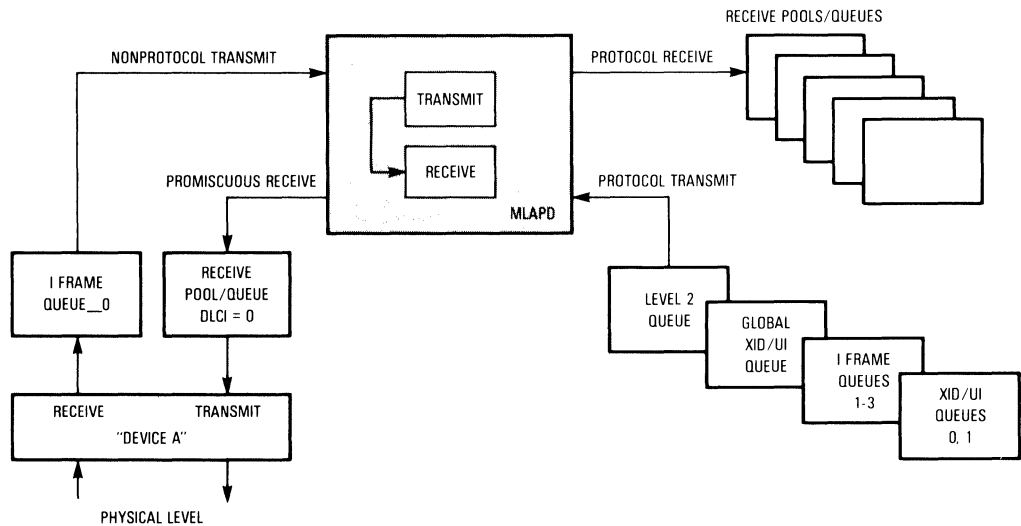 RECEIVE POOLS/QUEUES
NONPROTOCOL TRANSMIT
PROTOCOL RECEIVE
TRANSMIT
RECEIVE
MLAPD
PROMISCUOUS RECEIVE
PROTOCOL TRANSMIT
I FRAME
QUEUE__0
RECEIVE
POOL/QUEUE
DLCI = 0
LEVEL 2
QUEUE
GLOBAL
XID/UI
QUEUE
I FRAME
QUEUES
1-3
XID/UI
QUEUES
0, 1
RECEIVE
TRANSMIT
"DEVICE A"
PHYSICAL LEVEL